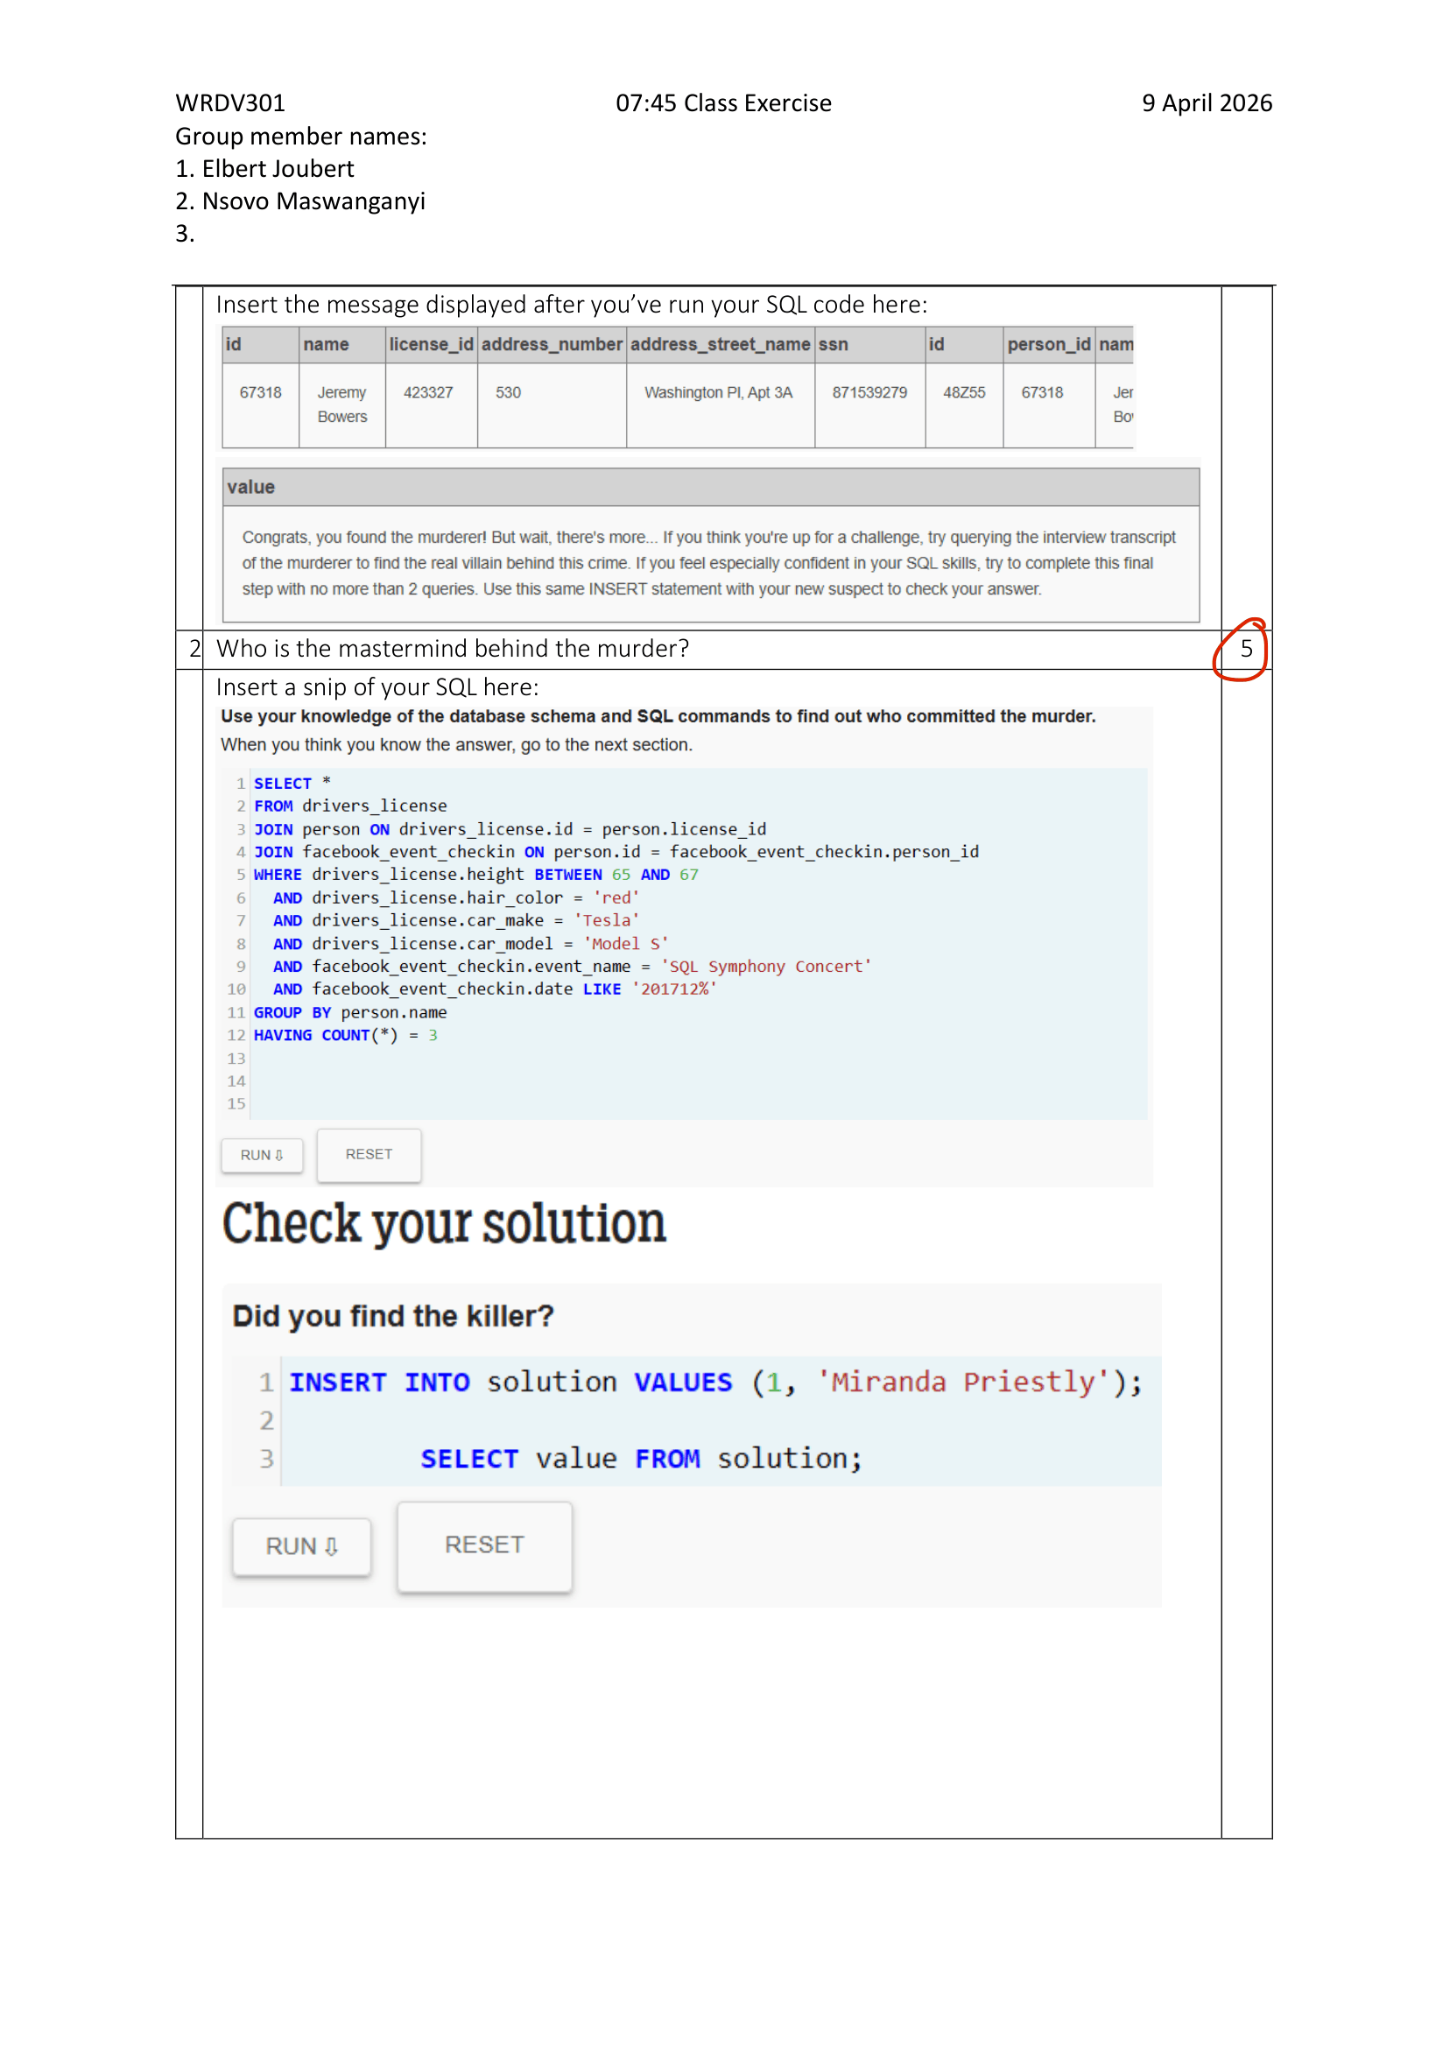 WRDV301 07:45 Class Exercise 9 April 2026
Group member names:
1. Elbert Joubert
2. Nsovo Maswanganyi
3.
Insert the message displayed after you've run your SQL code here:
id name license_id address_number address_street_name ssn id person_id nam
67318 Jeremy 423327 530 Washington Pl, Apt 3A 871539279 48Z55 67318 Jer
Bowers Bo
value
Congrats, you found the murderer! But wait, there's more... If you think you're up for a challenge, try querying the interview transcript
of the murderer to find the real villain behind this crime. If you feel especially confident in your SQL skills, try to complete this final
step with no more than 2 queries. Use this same INSERT statement with your new suspect to check your answer.
2 Who is the mastermind behind the murder? 5
Insert a snip of your SQL here:
Use your knowledge of the database schema and SQL commands to find out who committed the murder.
When you think you know the answer, go to the next section.
1 SELECT *
2 FROM drivers_license
3 JOIN person ON drivers_license.id = person.license_id
4 JOIN facebook_event_checkin ON person.id = facebook_event_checkin.person_id
5 WHERE drivers_license.height BETWEEN 65 AND 67
6 AND drivers_license.hair_color = 'red'
7 AND drivers_license.car_make = 'Tesla'
8 AND drivers_license.car_model = 'Model S'
9 AND facebook_event_checkin.event_name = 'SQL Symphony Concert'
10 AND facebook_event_checkin.date LIKE '201712%'
11 GROUP BY person.name
12 HAVING COUNT(*) = 3
13
14
15
RUN ⇩ RESET
Check your solution
Did you find the killer?
1 INSERT INTO solution VALUES (1, 'Miranda Priestly');
2
3 SELECT value FROM solution;
RUN ⇩ RESET